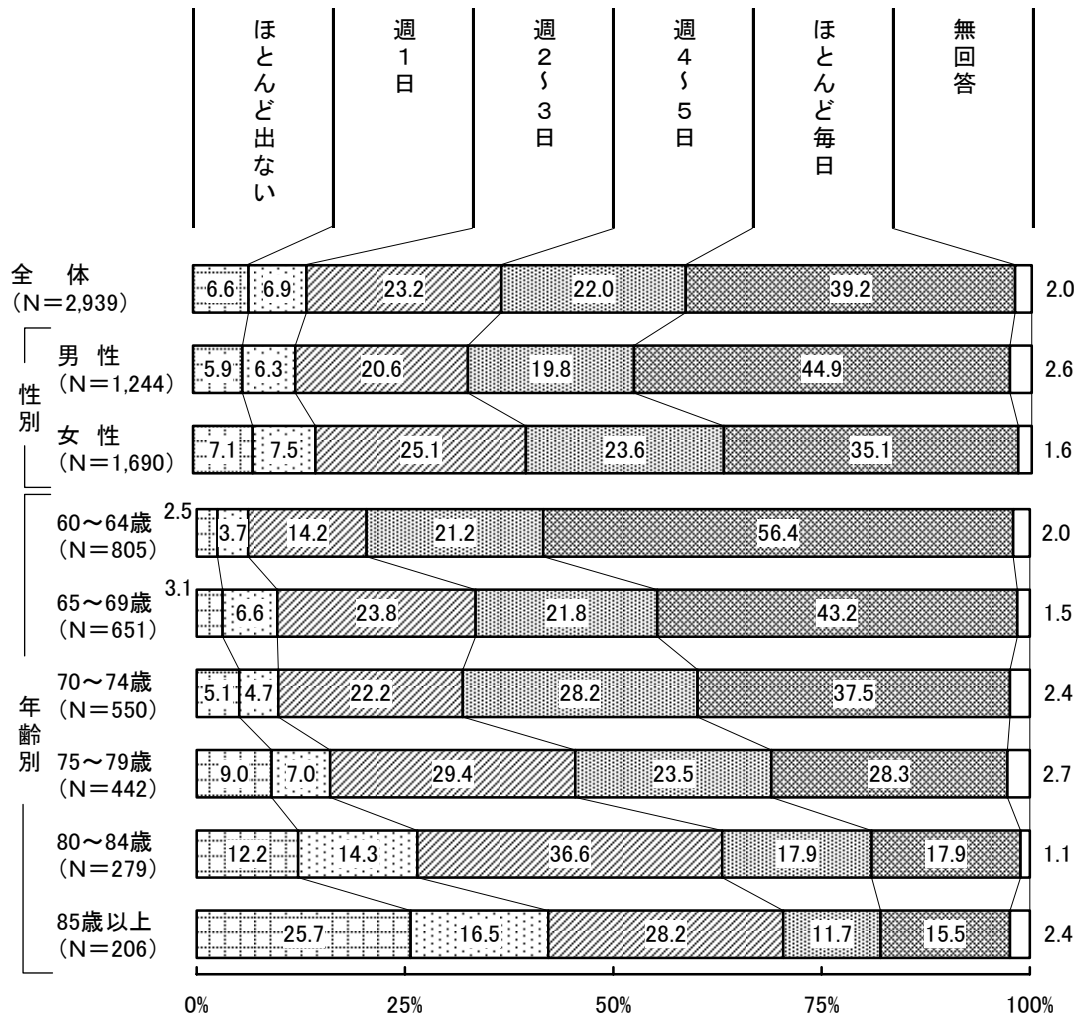 ほとんど出ない
週１日
週２～３日
週４～５日
ほとんど毎日
無回答
全　体
（Ｎ＝2,939）
6.6 6.9 23.2 22.0 39.2 2.0
性別
男　性
（Ｎ＝1,244）
5.9 6.3 20.6 19.8 44.9 2.6
女　性
（Ｎ＝1,690）
7.1 7.5 25.1 23.6 35.1 1.6
年齢別
60～64歳
（Ｎ＝805）
2.5 3.7 14.2 21.2 56.4 2.0
65～69歳
（Ｎ＝651）
3.1 6.6 23.8 21.8 43.2 1.5
70～74歳
（Ｎ＝550）
5.1 4.7 22.2 28.2 37.5 2.4
75～79歳
（Ｎ＝442）
9.0 7.0 29.4 23.5 28.3 2.7
80～84歳
（Ｎ＝279）
12.2 14.3 36.6 17.9 17.9 1.1
85歳以上
（Ｎ＝206）
25.7 16.5 28.2 11.7 15.5 2.4
0% 25% 50% 75% 100%